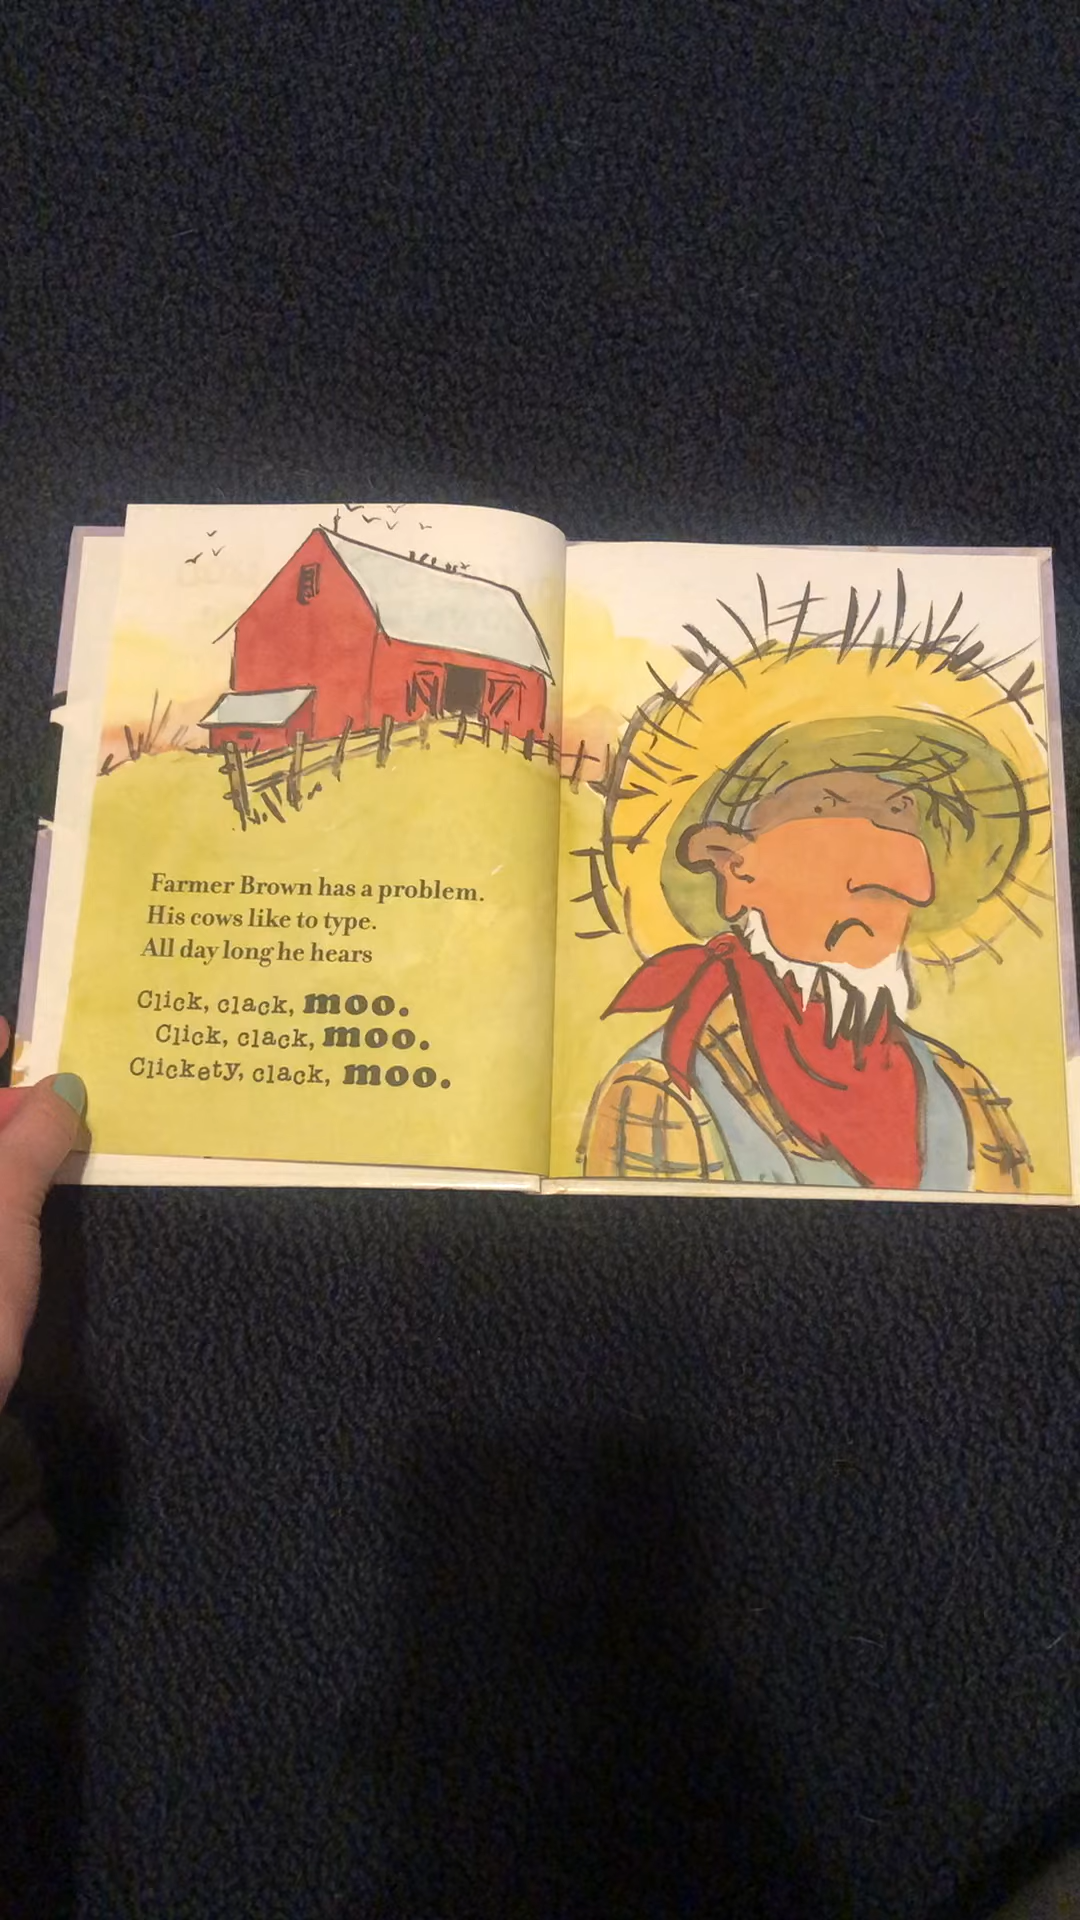 Farmer Brown has a problem.
His cows like to type.
All day long he hears
Click, clack, moo.
Click, clack, moo.
Clickety, clack, moo.